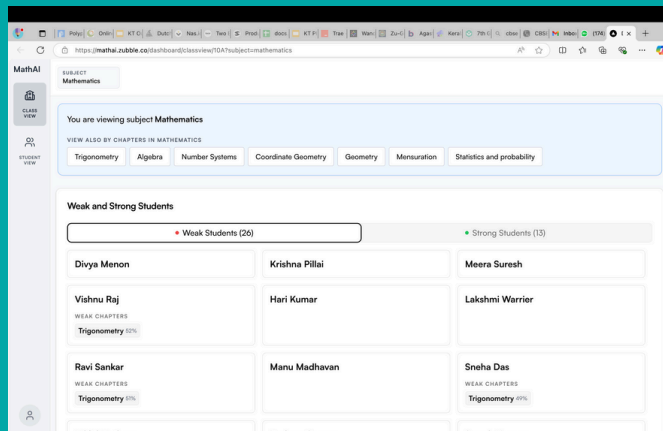 Onlin
docs
Inbo
https://mathai.zubble.co/dashboard/classview/10A?subject=mathematics
MathAI
SUBJECT
Mathematics
CLASS
VIEW
STUDENT
VIEW
You are viewing subject Mathematics
VIEW ALSO BY CHAPTERS IN MATHEMATICS
Trigonometry Algebra Number Systems Coordinate Geometry Geometry Mensuration Statistics and probability
Weak and Strong Students
Weak Students (26) Strong Students (13)
Divya Menon Krishna Pillai Meera Suresh
Vishnu Raj Hari Kumar Lakshmi Warrier
WEAK CHAPTERS
Trigonometry 52%
Ravi Sankar Manu Madhavan Sneha Das
WEAK CHAPTERS WEAK CHAPTERS
Trigonometry 51% Trigonometry 49%